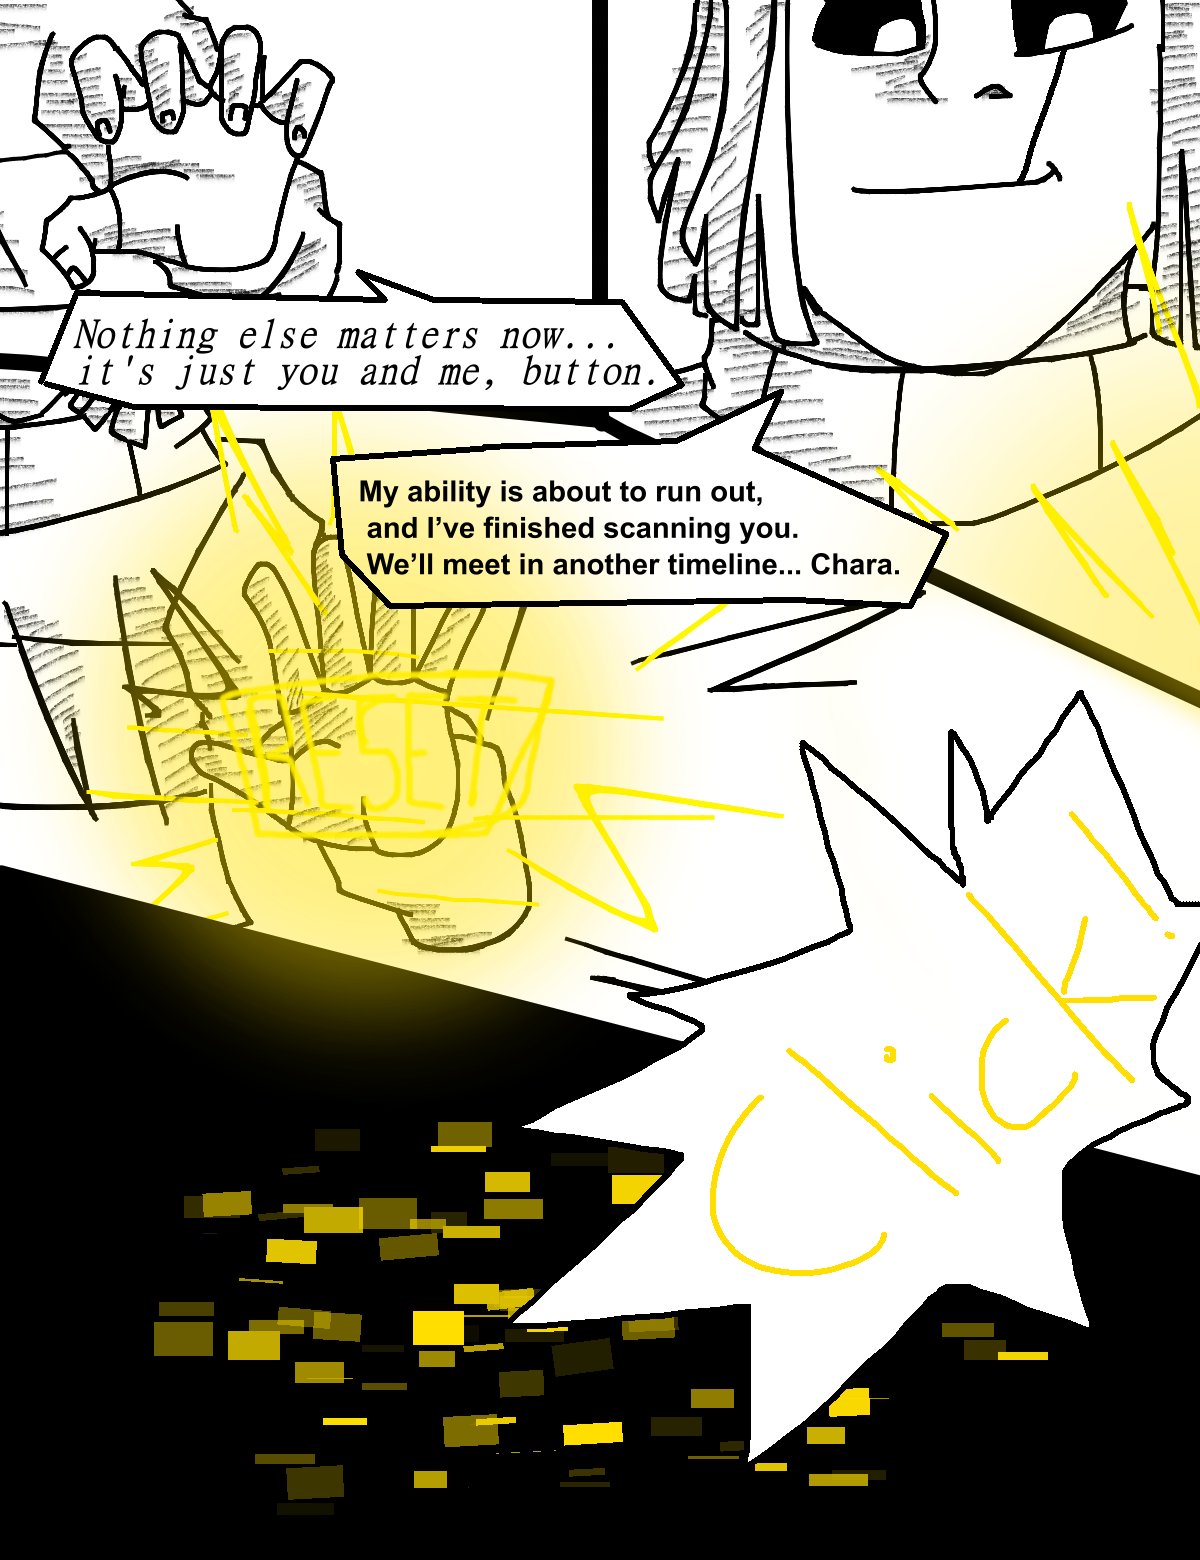 Nothing else matters now...
it's just you and me, button.
My ability is about to run out,
and I've finished scanning you.
We'll meet in another timeline... Chara.
RESET
Click